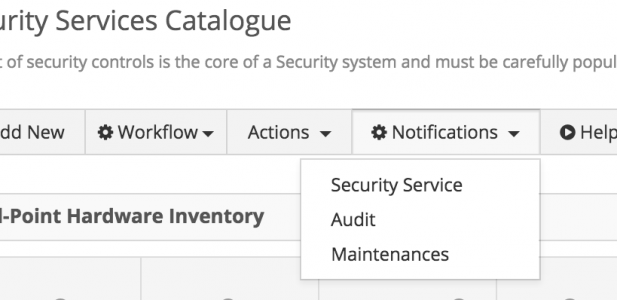 urity Services Catalogue
of security controls is the core of a Security system and must be carefully popul
dd New Workflow Actions Notifications Help
Security Service
Audit
Maintenances
-Point Hardware Inventory